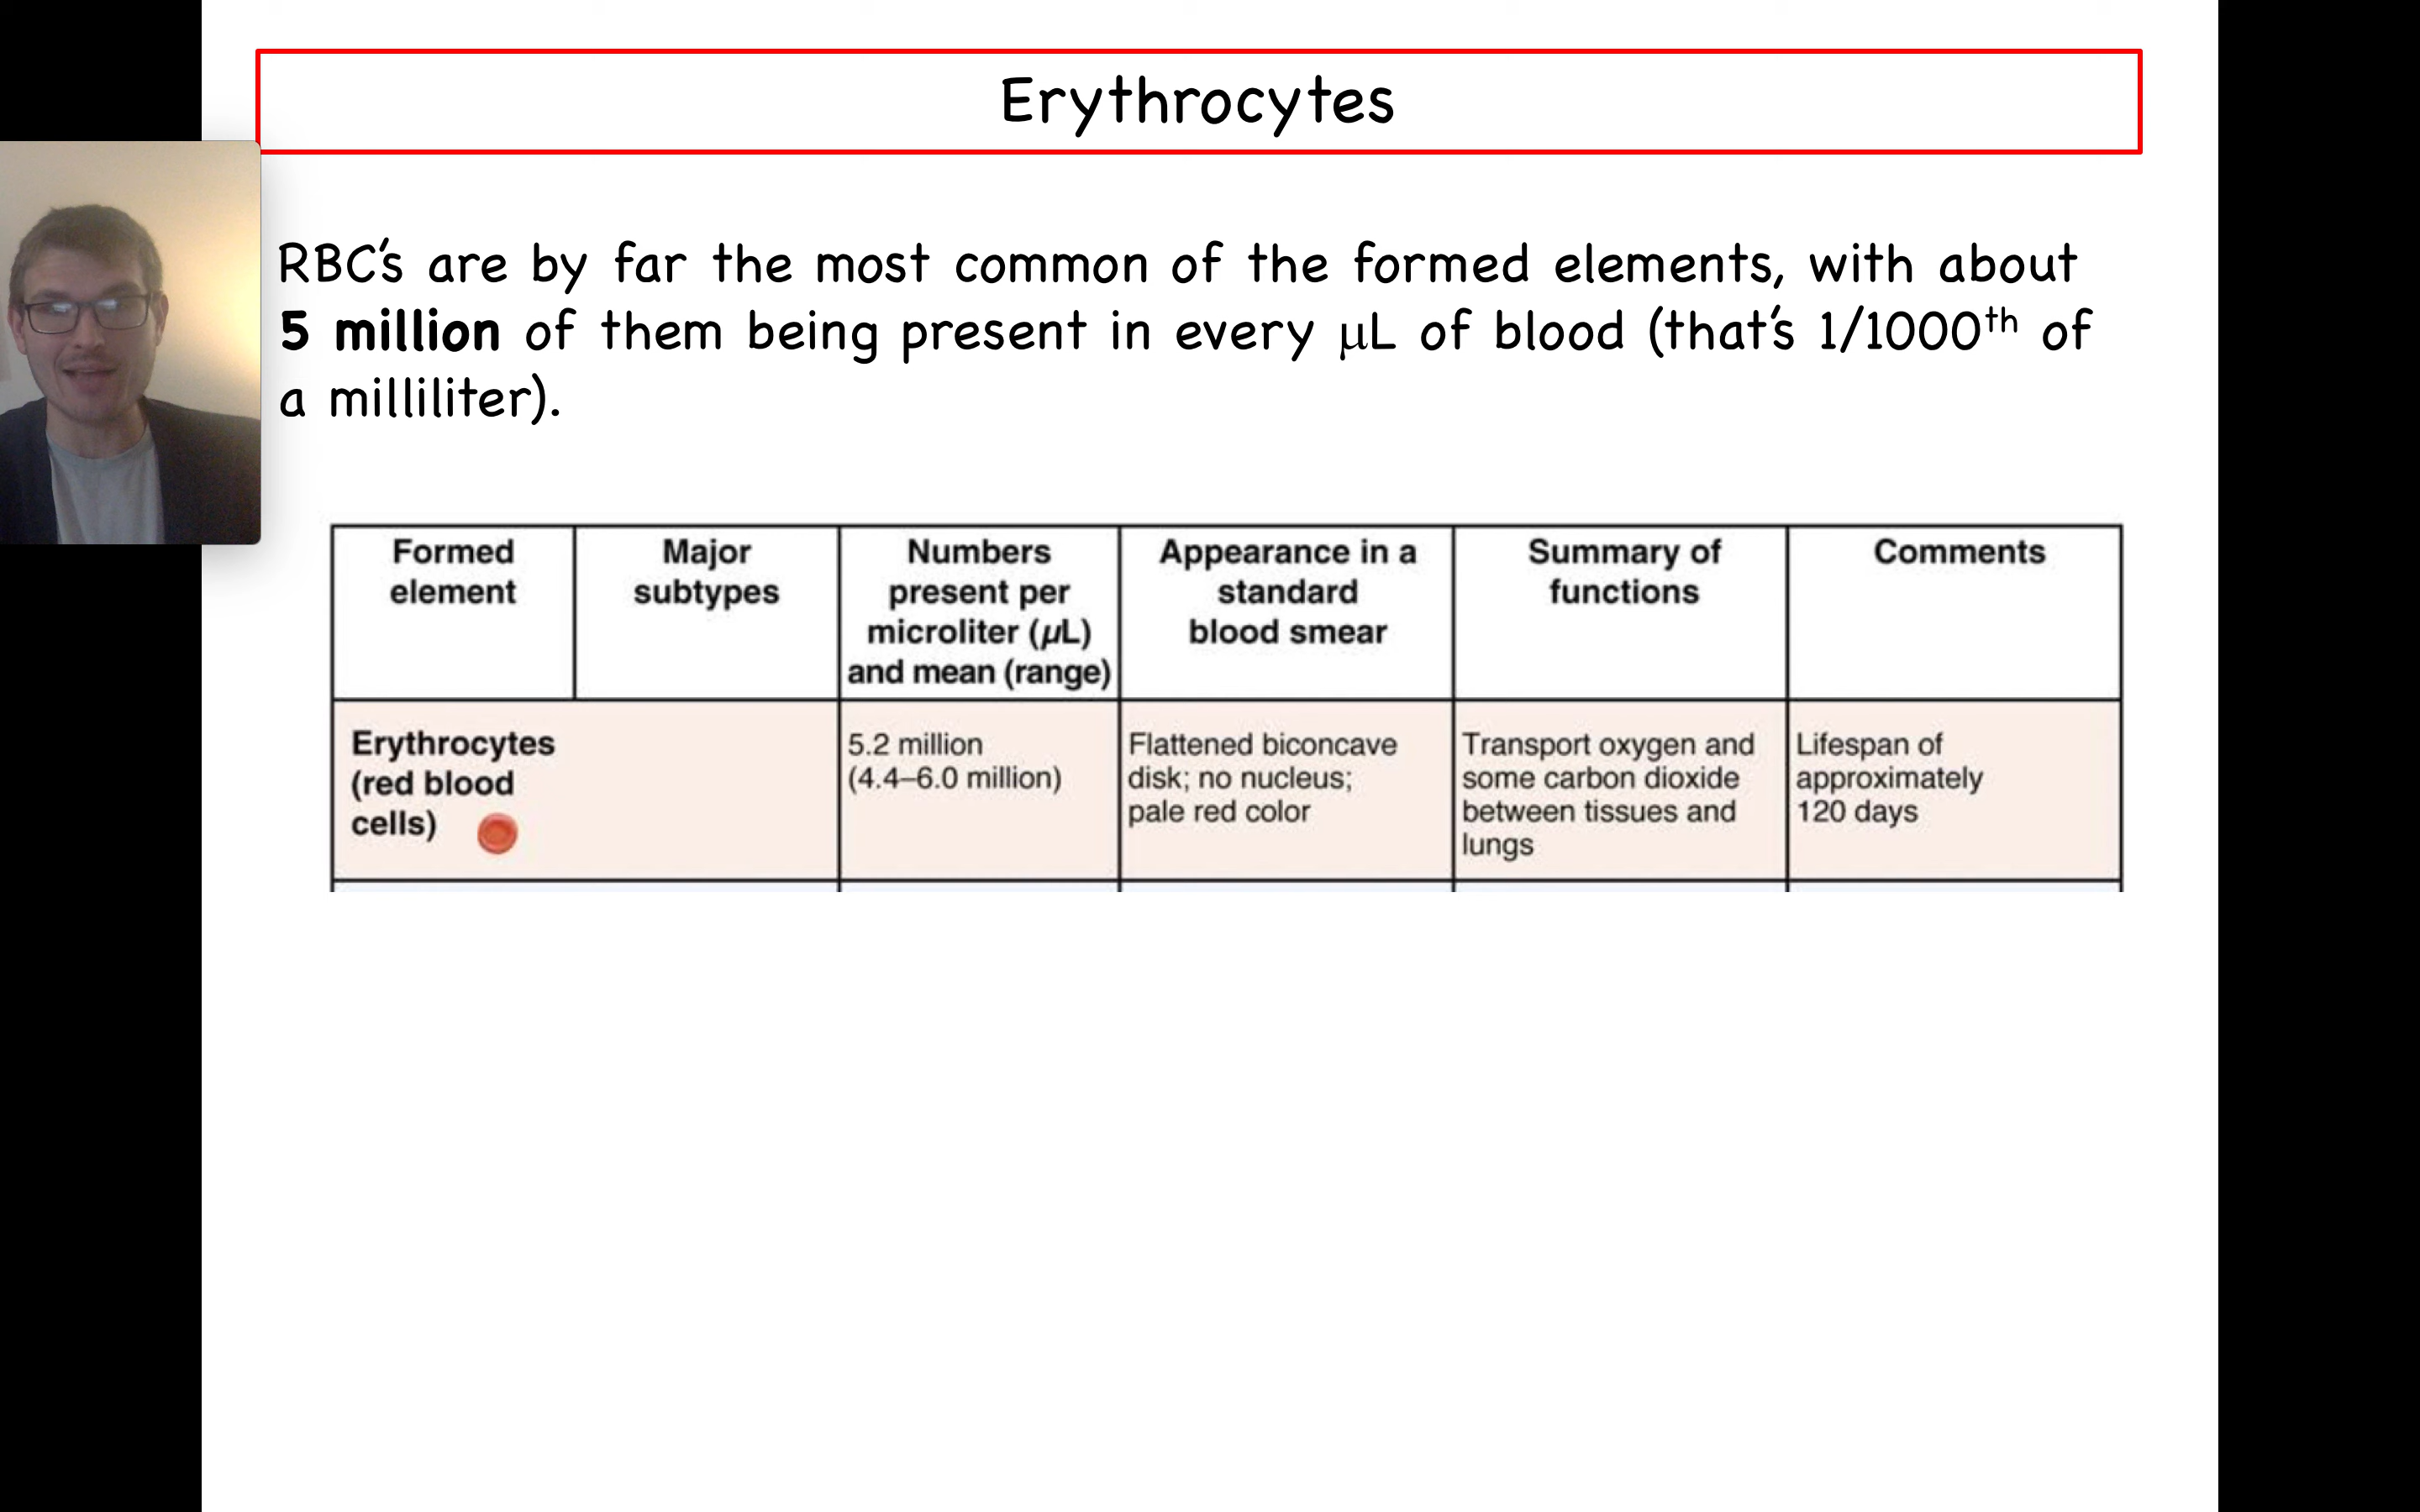 Erythrocytes
RBC's are by far the most common of the formed elements, with about
5 million of them being present in every µL of blood (that's 1/1000th of
a milliliter).
Formed
element
Major
subtypes
Numbers
present per
microliter (µL)
and mean (range)
Appearance in a
standard
blood smear
Summary of
functions
Comments
Erythrocytes
(red blood
cells)
5.2 million
(4.4–6.0 million)
Flattened biconcave
disk; no nucleus;
pale red color
Transport oxygen and
some carbon dioxide
between tissues and
lungs
Lifespan of
approximately
120 days